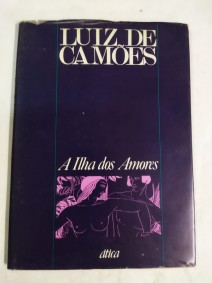 LUIZ DE
CAMÕES
A Ilha dos Amores
ática